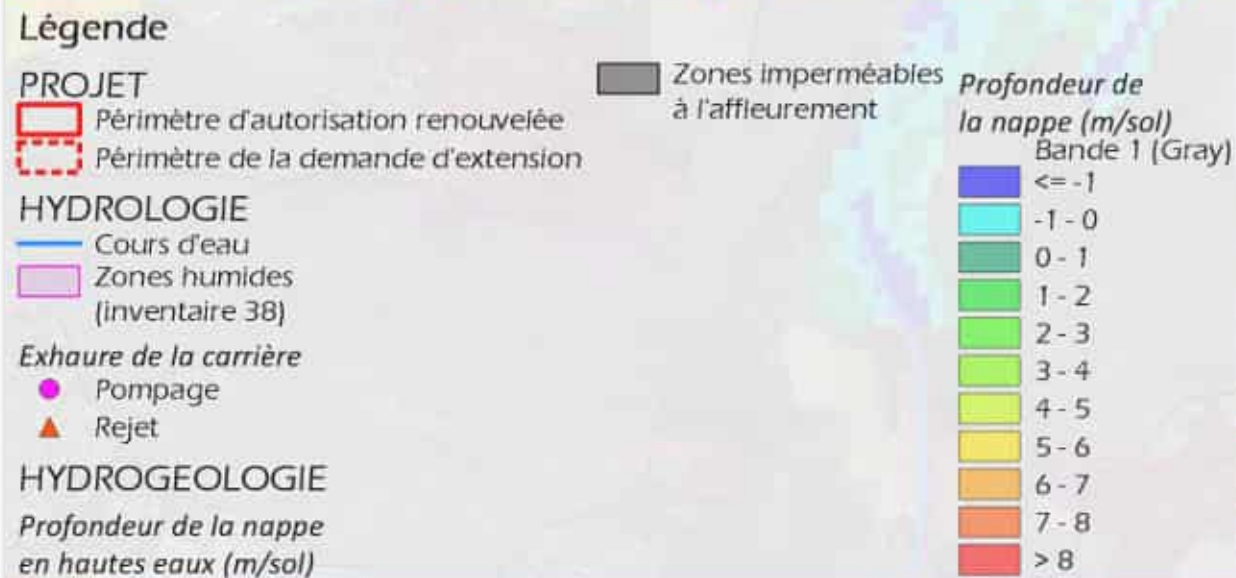 Légende
PROJET
Périmètre d'autorisation renouvelée
Périmètre de la demande d'extension
HYDROLOGIE
Cours d'eau
Zones humides
(inventaire 38)
Exhaure de la carrière
Pompage
Rejet
HYDROGEOLOGIE
Profondeur de la nappe
en hautes eaux (m/sol)
Zones imperméables
à l'affleurement
Profondeur de
la nappe (m/sol)
Bande 1 (Gray)
<= -1
-1 - 0
0 - 1
1 - 2
2 - 3
3 - 4
4 - 5
5 - 6
6 - 7
7 - 8
> 8